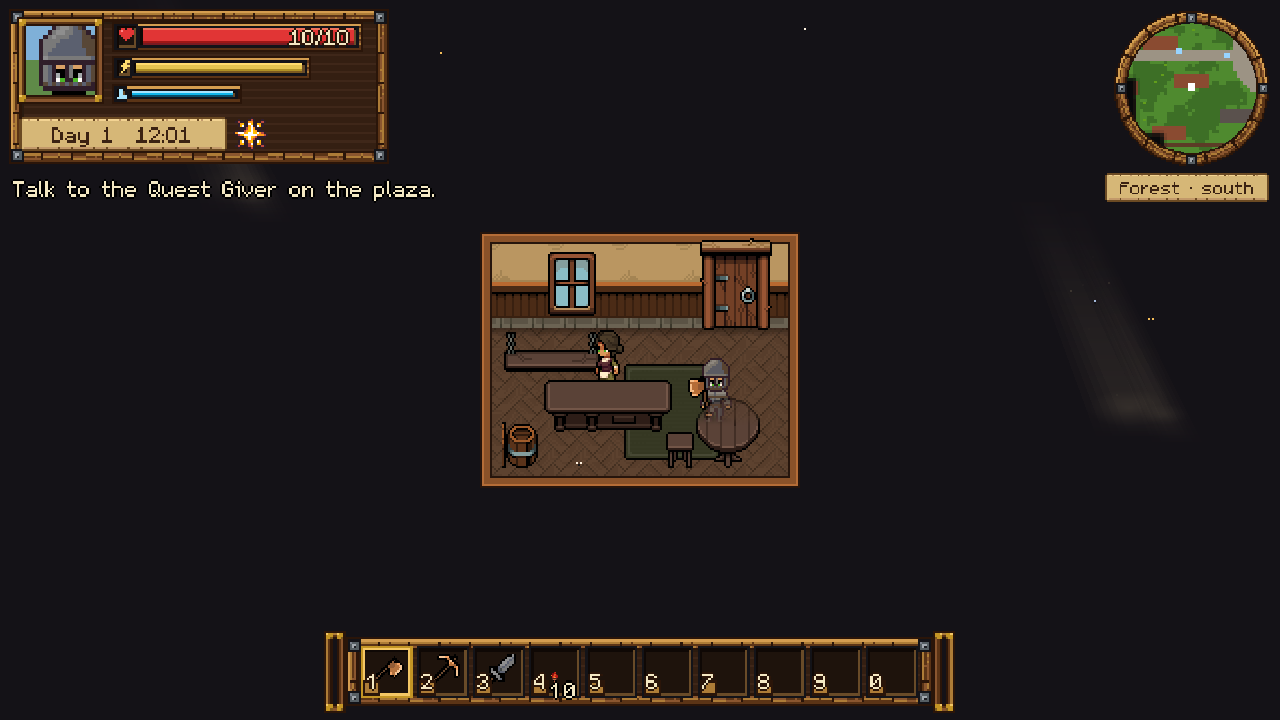 10/10
Day 1 12:01
Talk to the Quest Giver on the plaza.
Forest · south
1 2 3 4 10 5 6 7 8 9 0